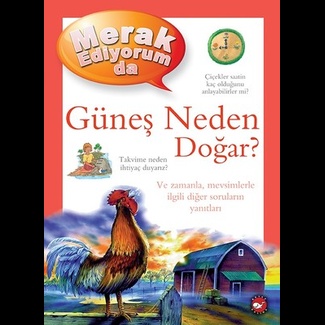 Merak
Ediyorum
da
Çiçekler saatin
kaç olduğunu
anlayabilirler mi?
Güneş Neden
Doğar?
Takvime neden
ihtiyaç duyarız?
Ve zamanla, mevsimlerle
ilgili diğer soruların
yanıtları